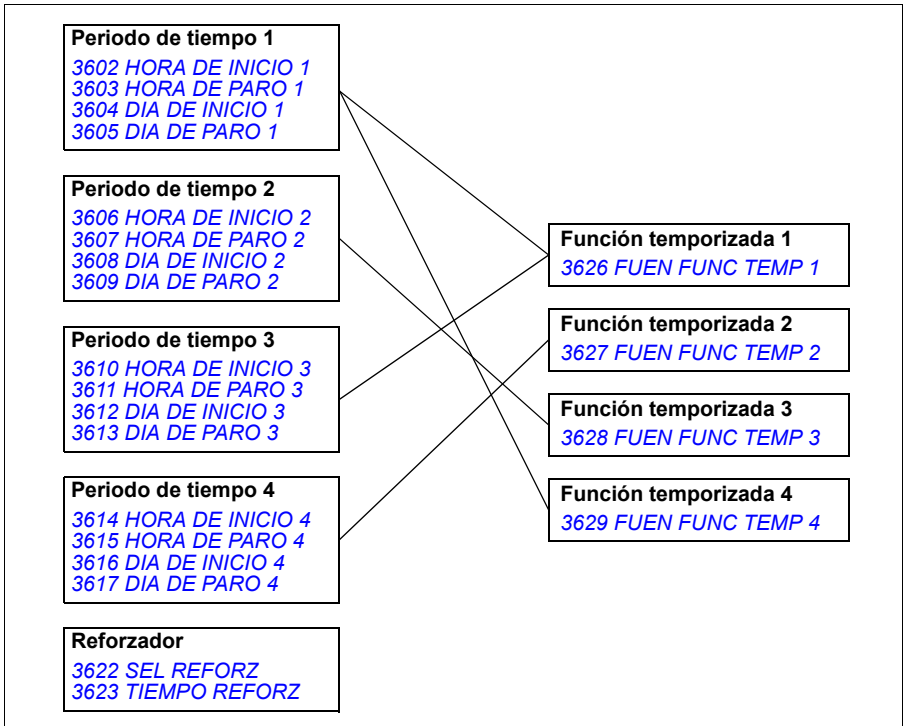 Periodo de tiempo 1
3602 HORA DE INICIO 1
3603 HORA DE PARO 1
3604 DIA DE INICIO 1
3605 DIA DE PARO 1
Periodo de tiempo 2
3606 HORA DE INICIO 2
3607 HORA DE PARO 2
3608 DIA DE INICIO 2
3609 DIA DE PARO 2
Periodo de tiempo 3
3610 HORA DE INICIO 3
3611 HORA DE PARO 3
3612 DIA DE INICIO 3
3613 DIA DE PARO 3
Periodo de tiempo 4
3614 HORA DE INICIO 4
3615 HORA DE PARO 4
3616 DIA DE INICIO 4
3617 DIA DE PARO 4
Reforzador
3622 SEL REFORZ
3623 TIEMPO REFORZ
Función temporizada 1
3626 FUEN FUNC TEMP 1
Función temporizada 2
3627 FUEN FUNC TEMP 2
Función temporizada 3
3628 FUEN FUNC TEMP 3
Función temporizada 4
3629 FUEN FUNC TEMP 4